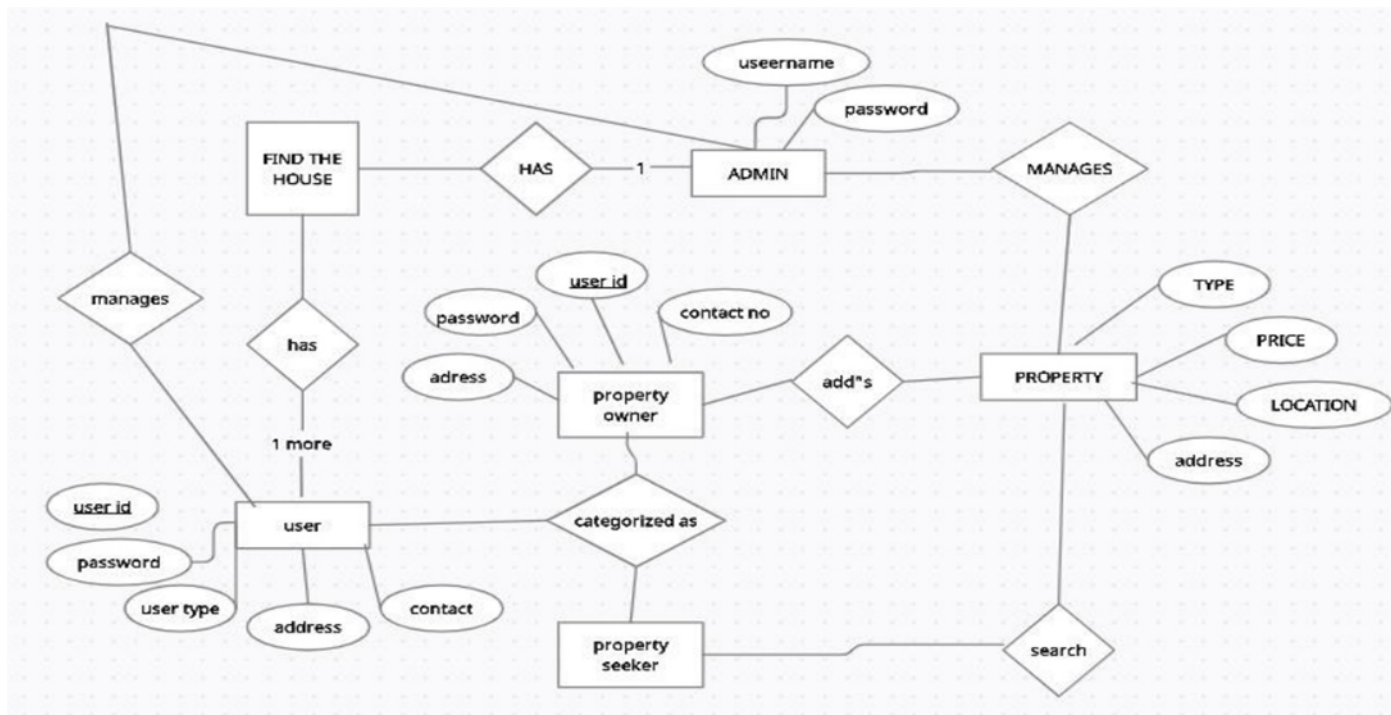 useername
password
FIND THE
HOUSE
HAS
1
ADMIN
MANAGES
user id
manages
password
contact no
TYPE
has
PRICE
adress
property
owner
add"s
PROPERTY
LOCATION
1 more
address
user id
user
categorized as
password
user type
address
contact
property
seeker
search